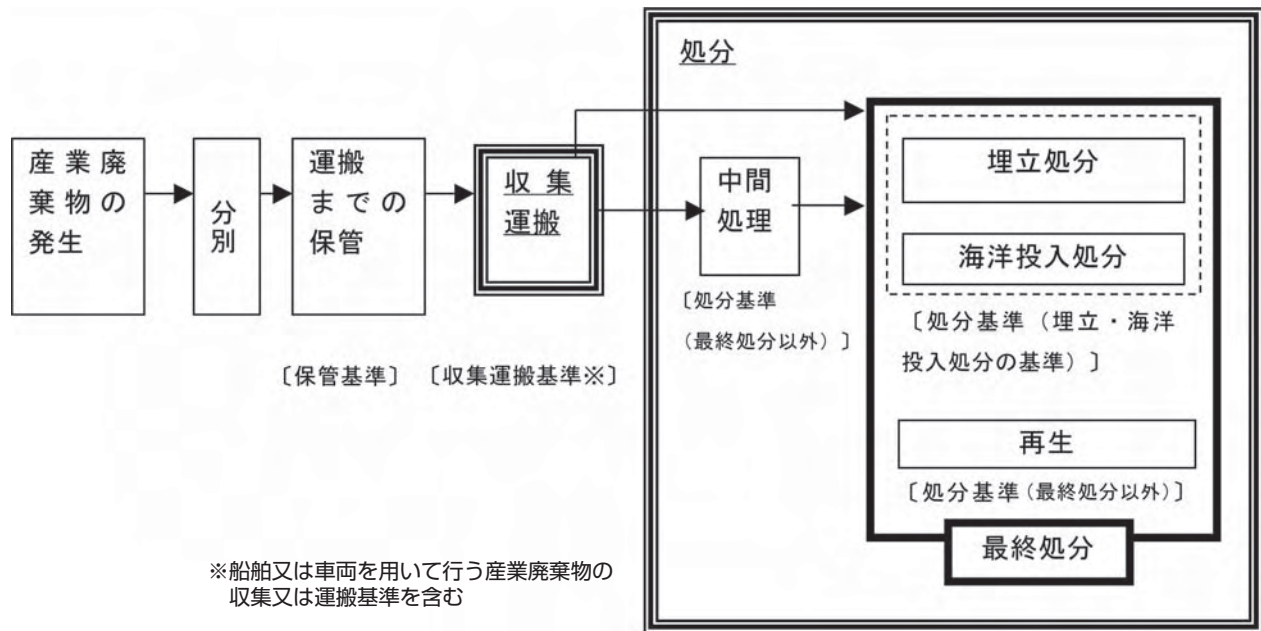 産業廃
棄物の
発生
分
別
運搬
までの
保管
〔保管基準〕
収集
運搬
〔収集運搬基準※〕
処分
中間
処理
〔処分基準
（最終処分以外）〕
埋立処分
海洋投入処分
〔処分基準（埋立・海洋
投入処分の基準）〕
再生
〔処分基準（最終処分以外）〕
最終処分
※船舶又は車両を用いて行う産業廃棄物の
収集又は運搬基準を含む